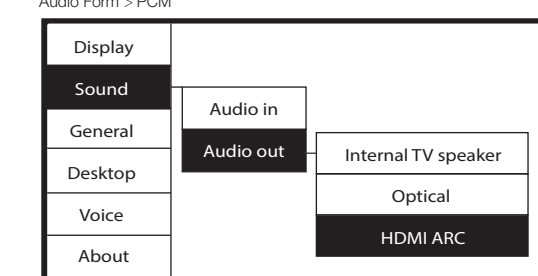 Audio Form > PCM
Display
Sound
General
Desktop
Voice
About
Audio in
Audio out
Internal TV speaker
Optical
HDMI ARC